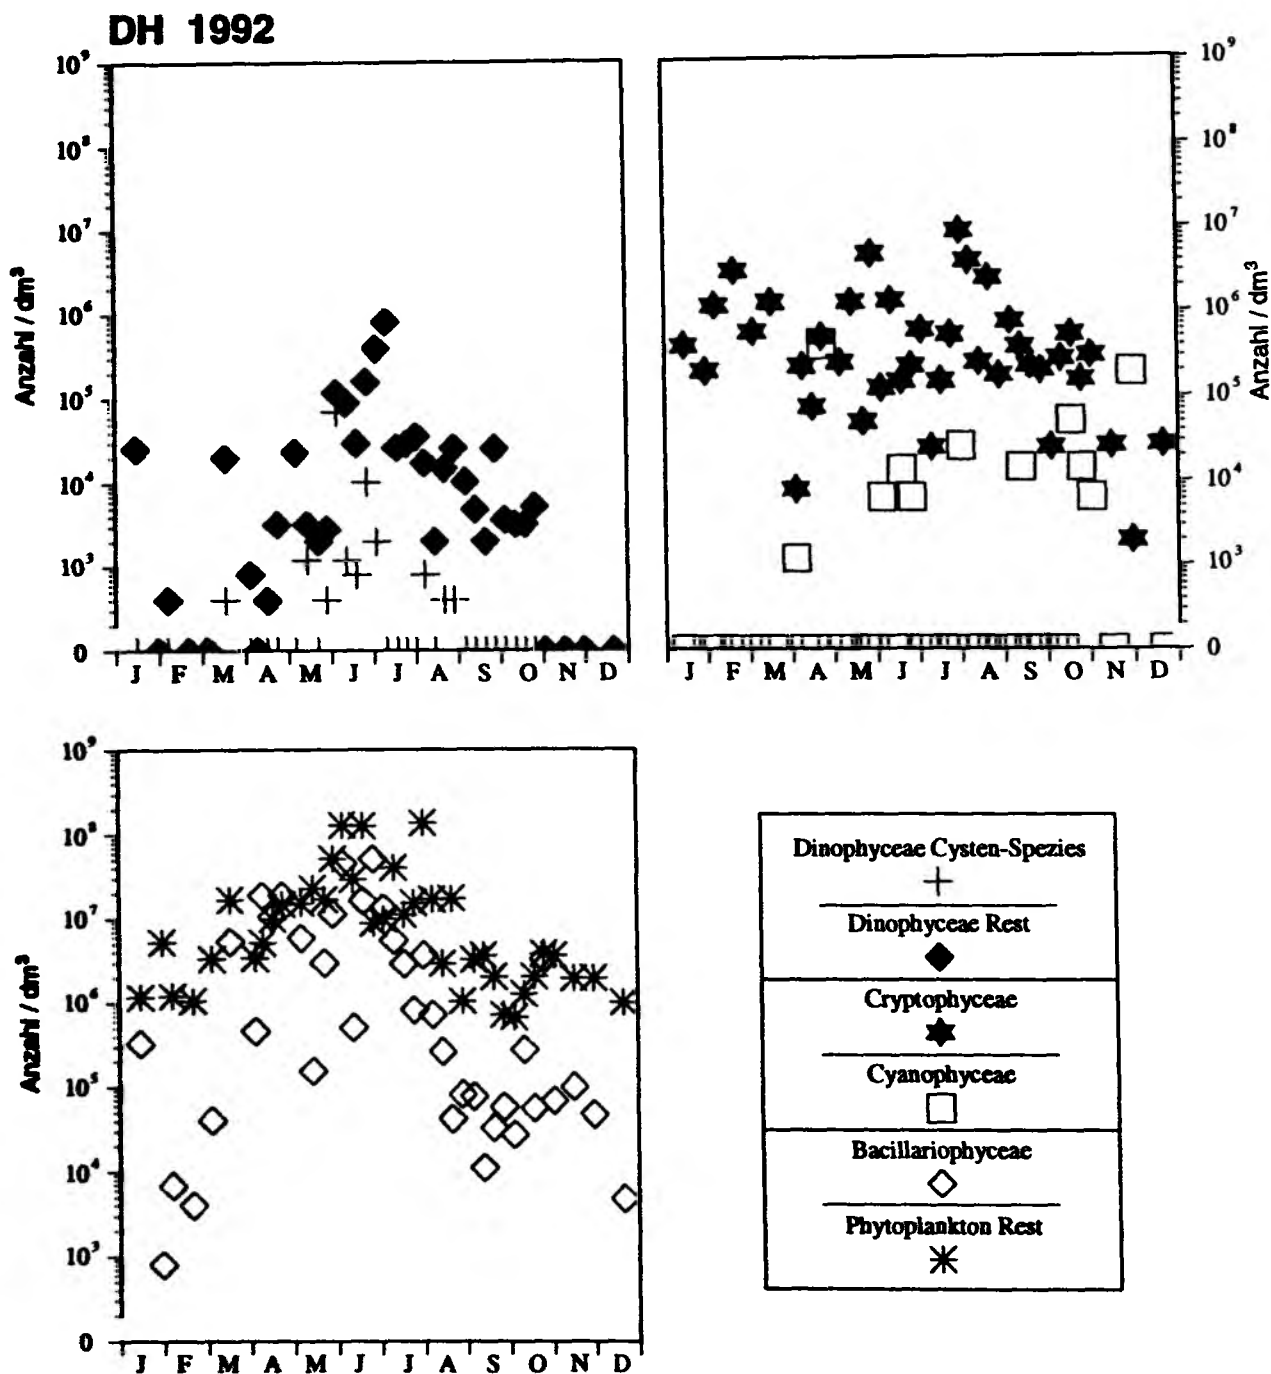 DH 1992
10⁹
10⁸
10⁷
10⁶
10⁵
10⁴
10³
0
Anzahl / dm³
J F M A M J J A S O N D
10⁹
10⁸
10⁷
10⁶
10⁵
10⁴
10³
0
Anzahl / dm³
J F M A M J J A S O N D
10⁹
10⁸
10⁷
10⁶
10⁵
10⁴
10³
0
Anzahl / dm³
J F M A M J J A S O N D
Dinophyceae Cysten-Spezies
Dinophyceae Rest
Cryptophyceae
Cyanophyceae
Bacillariophyceae
Phytoplankton Rest